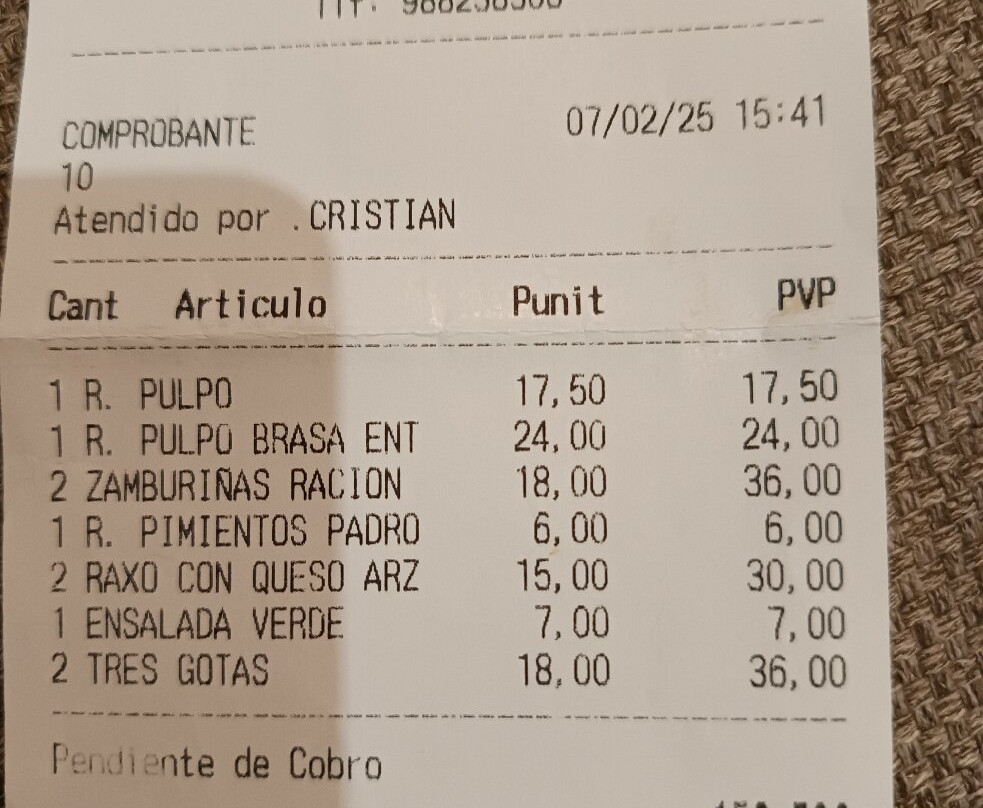 COMPROBANTE 07/02/25 15:41
10
Atendido por .CRISTIAN
Cant Articulo Punit PVP
1 R. PULPO 17,50 17,50
1 R. PULPO BRASA ENT 24,00 24,00
2 ZAMBURIÑAS RACION 18,00 36,00
1 R. PIMIENTOS PADRO 6,00 6,00
2 RAXO CON QUESO ARZ 15,00 30,00
1 ENSALADA VERDE 7,00 7,00
2 TRES GOTAS 18,00 36,00
Pendiente de Cobro